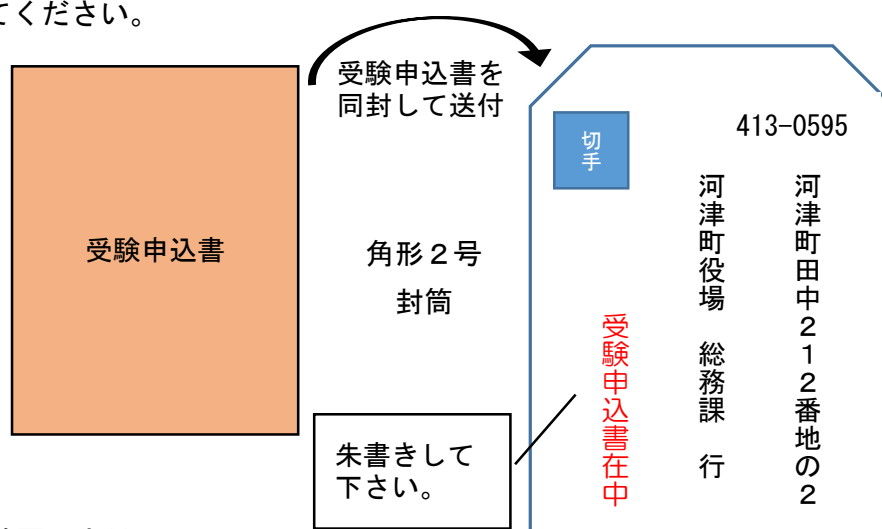 てください。
受験申込書を
同封して送付
受験申込書
角形２号
封筒
朱書きして
下さい。
切手
413-0595
河津町田中２１２番地の２
河津町役場　総務課　行
受験申込書在中